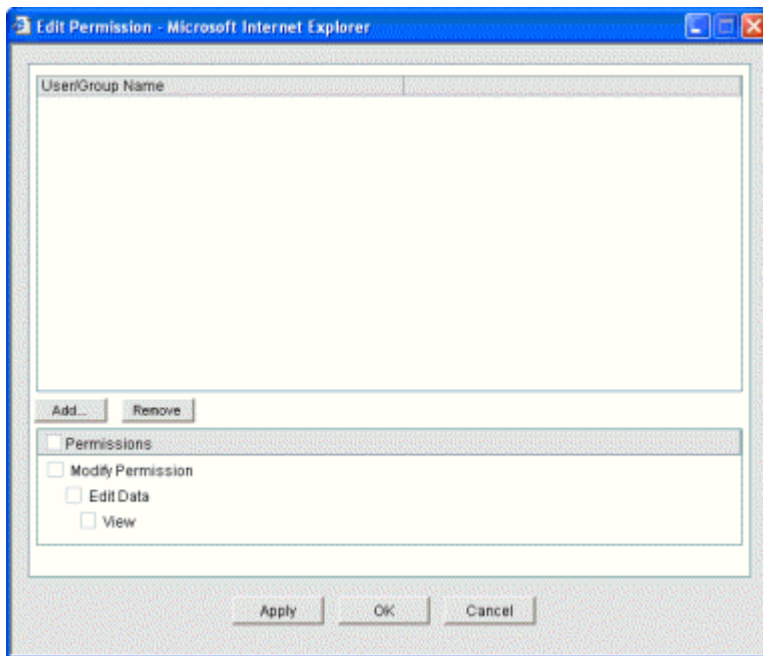 Edit Permission - Microsoft Internet Explorer
User/Group Name
Add... Remove
Permissions
Modify Permission
Edit Data
View
Apply OK Cancel